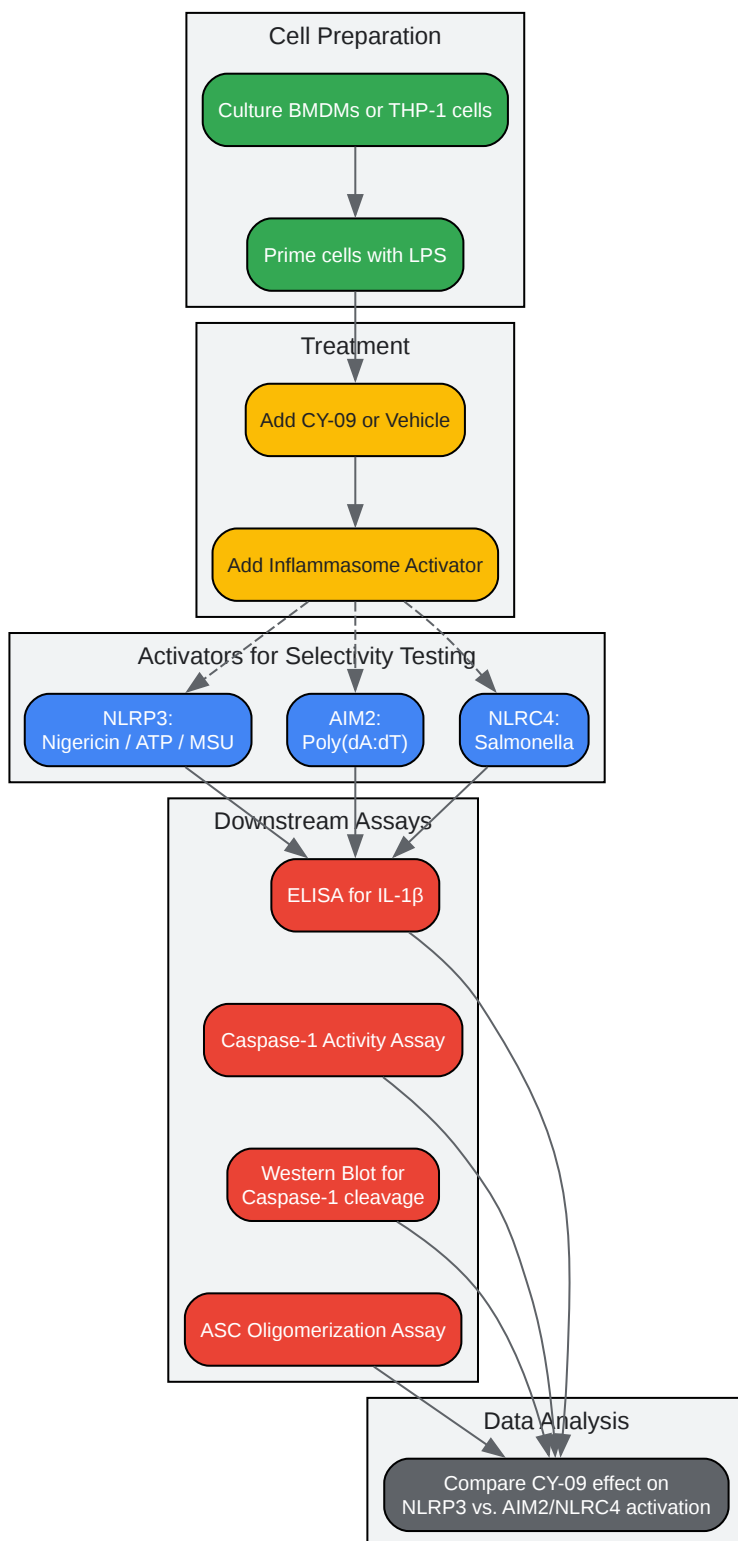 Cell Preparation
Culture BMDMs or THP-1 cells
Prime cells with LPS
Treatment
Add CY-09 or Vehicle
Add Inflammasome Activator
Activators for Selectivity Testing
NLRP3:
Nigericin / ATP / MSU
AIM2:
Poly(dA:dT)
NLRC4:
Salmonella
Downstream Assays
ELISA for IL-1β
Caspase-1 Activity Assay
Western Blot for
Caspase-1 cleavage
ASC Oligomerization Assay
Data Analysis
Compare CY-09 effect on
NLRP3 vs. AIM2/NLRC4 activation